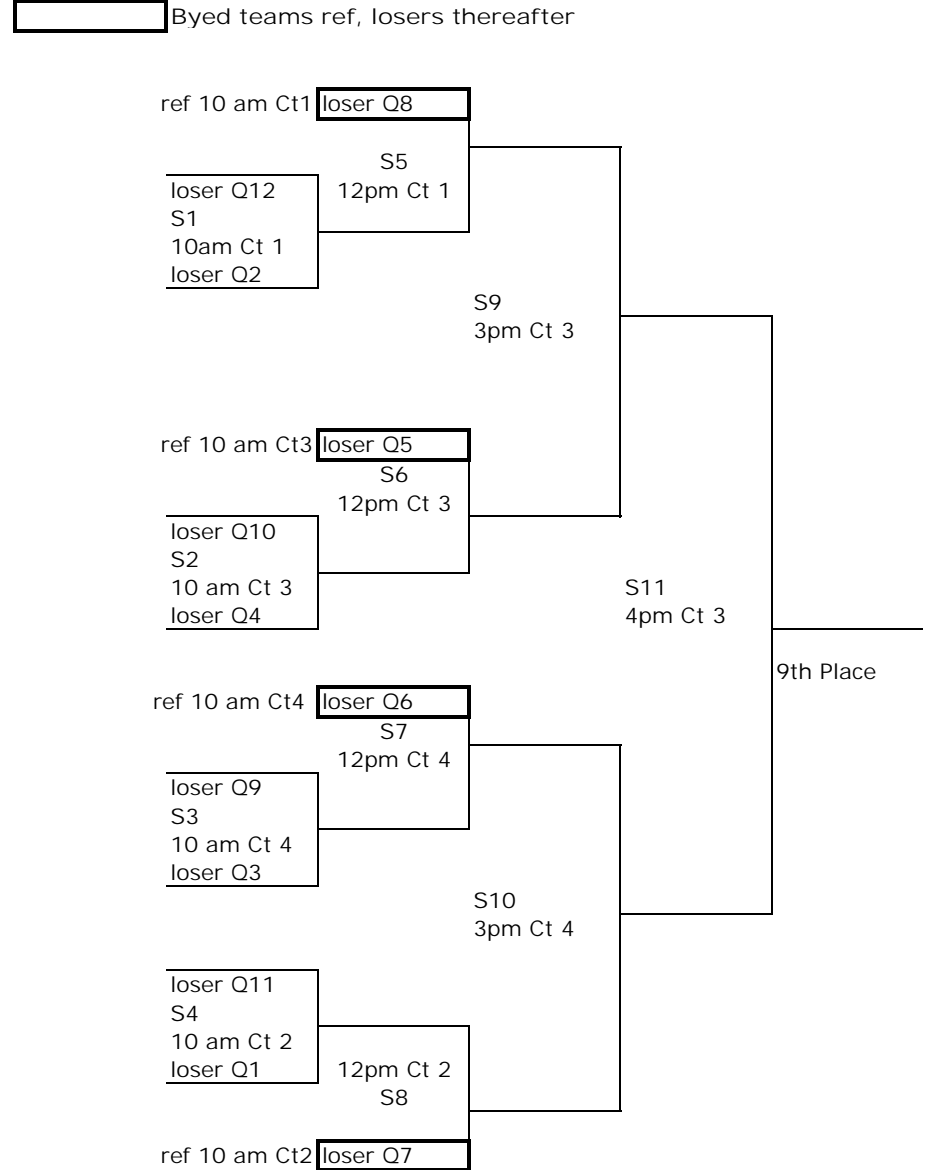 Byed teams ref, losers thereafter
ref 10 am Ct1 loser Q8
S5
loser Q12 12pm Ct 1
S1
10am Ct 1
loser Q2
S9
3pm Ct 3
ref 10 am Ct3 loser Q5
S6
12pm Ct 3
loser Q10
S2
10 am Ct 3 S11
loser Q4 4pm Ct 3
9th Place
ref 10 am Ct4 loser Q6
S7
12pm Ct 4
loser Q9
S3
10 am Ct 4
loser Q3
S10
3pm Ct 4
loser Q11
S4
10 am Ct 2
loser Q1 12pm Ct 2
S8
ref 10 am Ct2 loser Q7